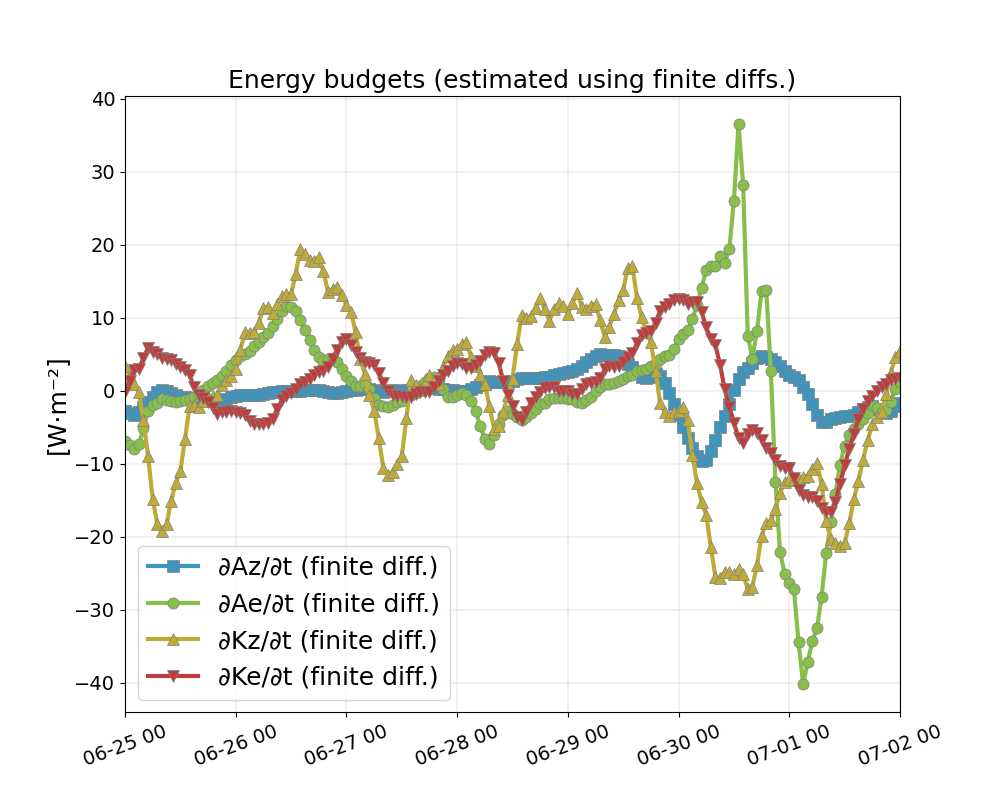 Energy budgets (estimated using finite diffs.)
[W·m⁻²]
40
30
20
10
0
−10
−20
−30
−40
∂Az/∂t (finite diff.)
∂Ae/∂t (finite diff.)
∂Kz/∂t (finite diff.)
∂Ke/∂t (finite diff.)
06-25 00
06-26 00
06-27 00
06-28 00
06-29 00
06-30 00
07-01 00
07-02 00